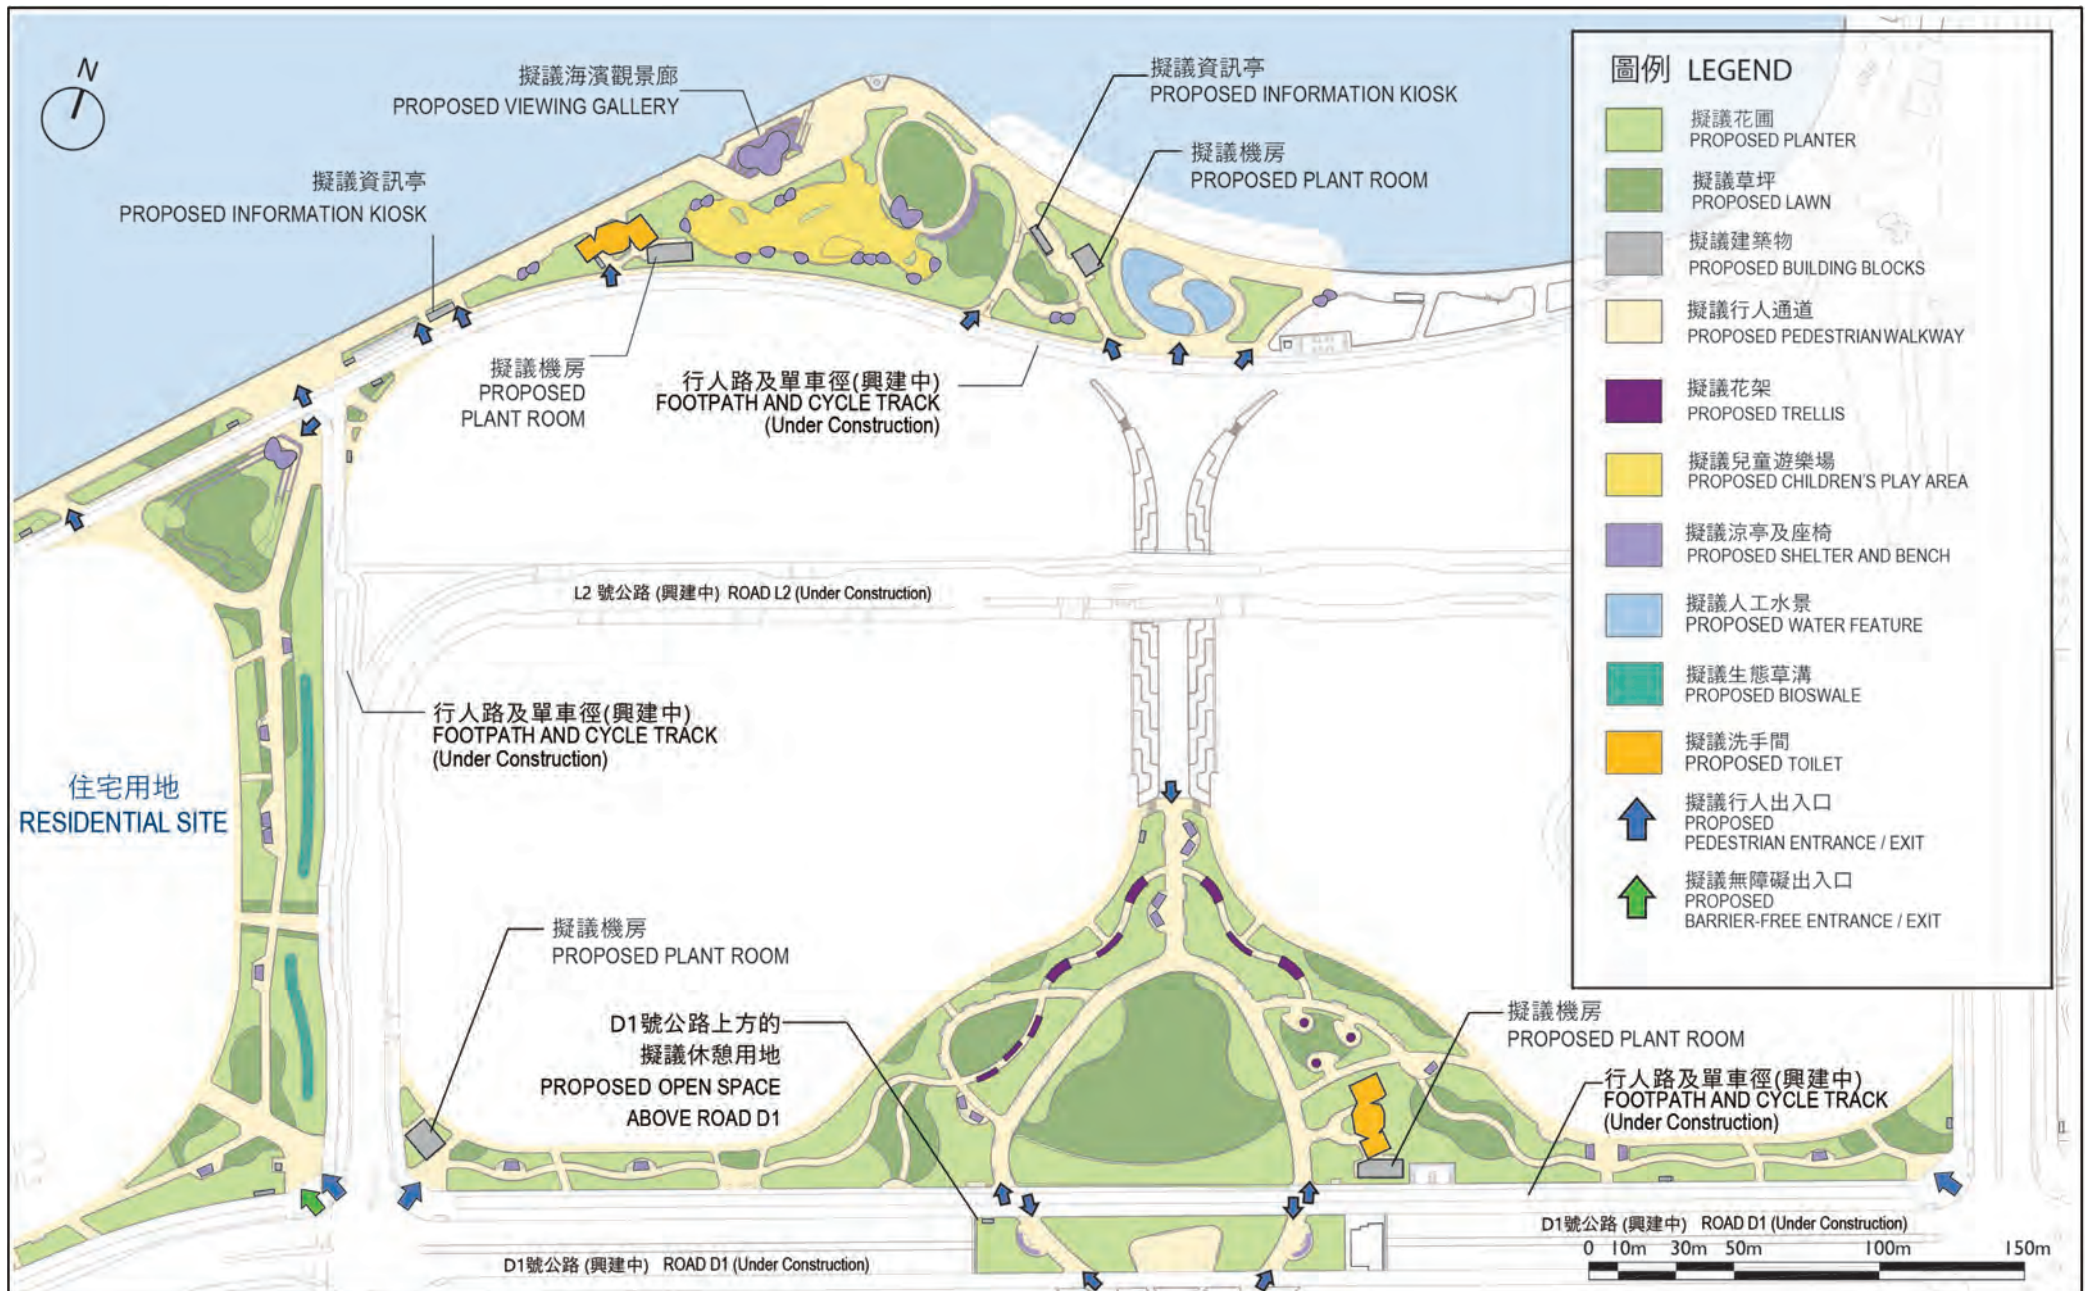 N
擬議海濱觀景廊
PROPOSED VIEWING GALLERY
擬議資訊亭
PROPOSED INFORMATION KIOSK
擬議機房
PROPOSED PLANT ROOM
擬議資訊亭
PROPOSED INFORMATION KIOSK
擬議機房
PROPOSED
PLANT ROOM
行人路及單車徑(興建中)
FOOTPATH AND CYCLE TRACK
(Under Construction)
L2 號公路 (興建中) ROAD L2 (Under Construction)
行人路及單車徑(興建中)
FOOTPATH AND CYCLE TRACK
(Under Construction)
住宅用地
RESIDENTIAL SITE
擬議機房
PROPOSED PLANT ROOM
D1號公路上方的
擬議休憩用地
PROPOSED OPEN SPACE
ABOVE ROAD D1
擬議機房
PROPOSED PLANT ROOM
行人路及單車徑(興建中)
FOOTPATH AND CYCLE TRACK
(Under Construction)
D1號公路 (興建中) ROAD D1 (Under Construction)
D1號公路 (興建中) ROAD D1 (Under Construction)
0 10m 30m 50m 100m 150m
圖例 LEGEND
擬議花圃
PROPOSED PLANTER
擬議草坪
PROPOSED LAWN
擬議建築物
PROPOSED BUILDING BLOCKS
擬議行人通道
PROPOSED PEDESTRIAN WALKWAY
擬議花架
PROPOSED TRELLIS
擬議兒童遊樂場
PROPOSED CHILDREN'S PLAY AREA
擬議涼亭及座椅
PROPOSED SHELTER AND BENCH
擬議人工水景
PROPOSED WATER FEATURE
擬議生態草溝
PROPOSED BIOSWALE
擬議洗手間
PROPOSED TOILET
擬議行人出入口
PROPOSED
PEDESTRIAN ENTRANCE / EXIT
擬議無障礙出入口
PROPOSED
BARRIER-FREE ENTRANCE / EXIT